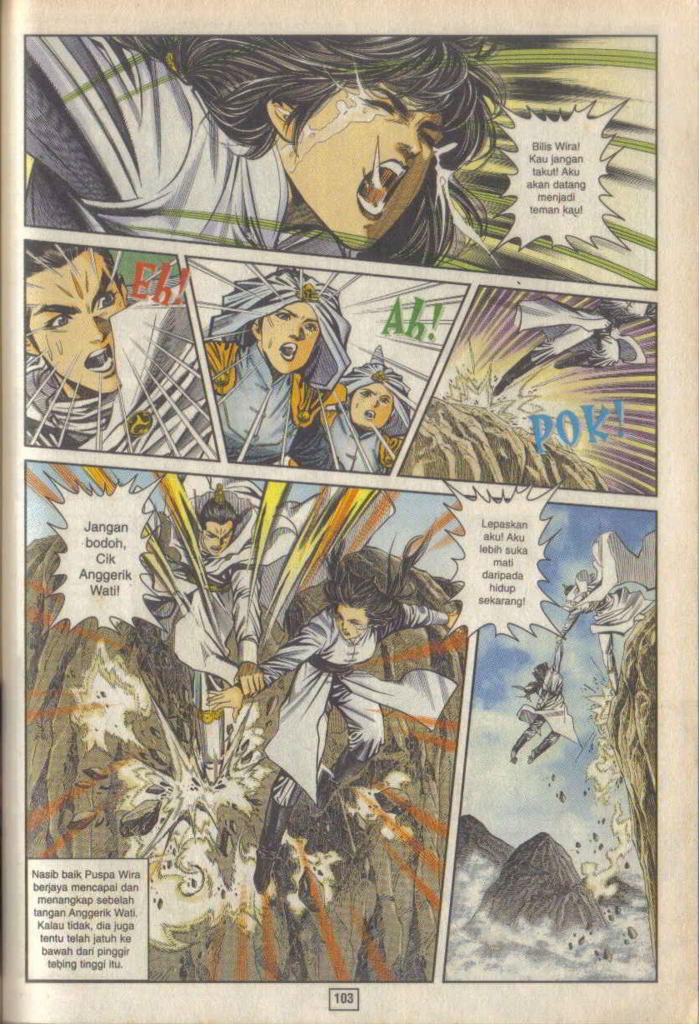 Bilis Wira!
Kau jangan
takut! Aku
akan datang
menjadi
teman kau!
Eh!
Ah!
POK!
Jangan
bodoh,
Cik
Anggerik
Wati!
Lepaskan
aku! Aku
lebih suka
mati
daripada
hidup
sekarang!
Nasib baik Puspa Wira
berjaya mencapai dan
menangkap sebelah
tangan Anggerik Wati.
Kalau tidak, dia juga
tentu telah jatuh ke
bawah dari pinggir
tebing tinggi itu.
103